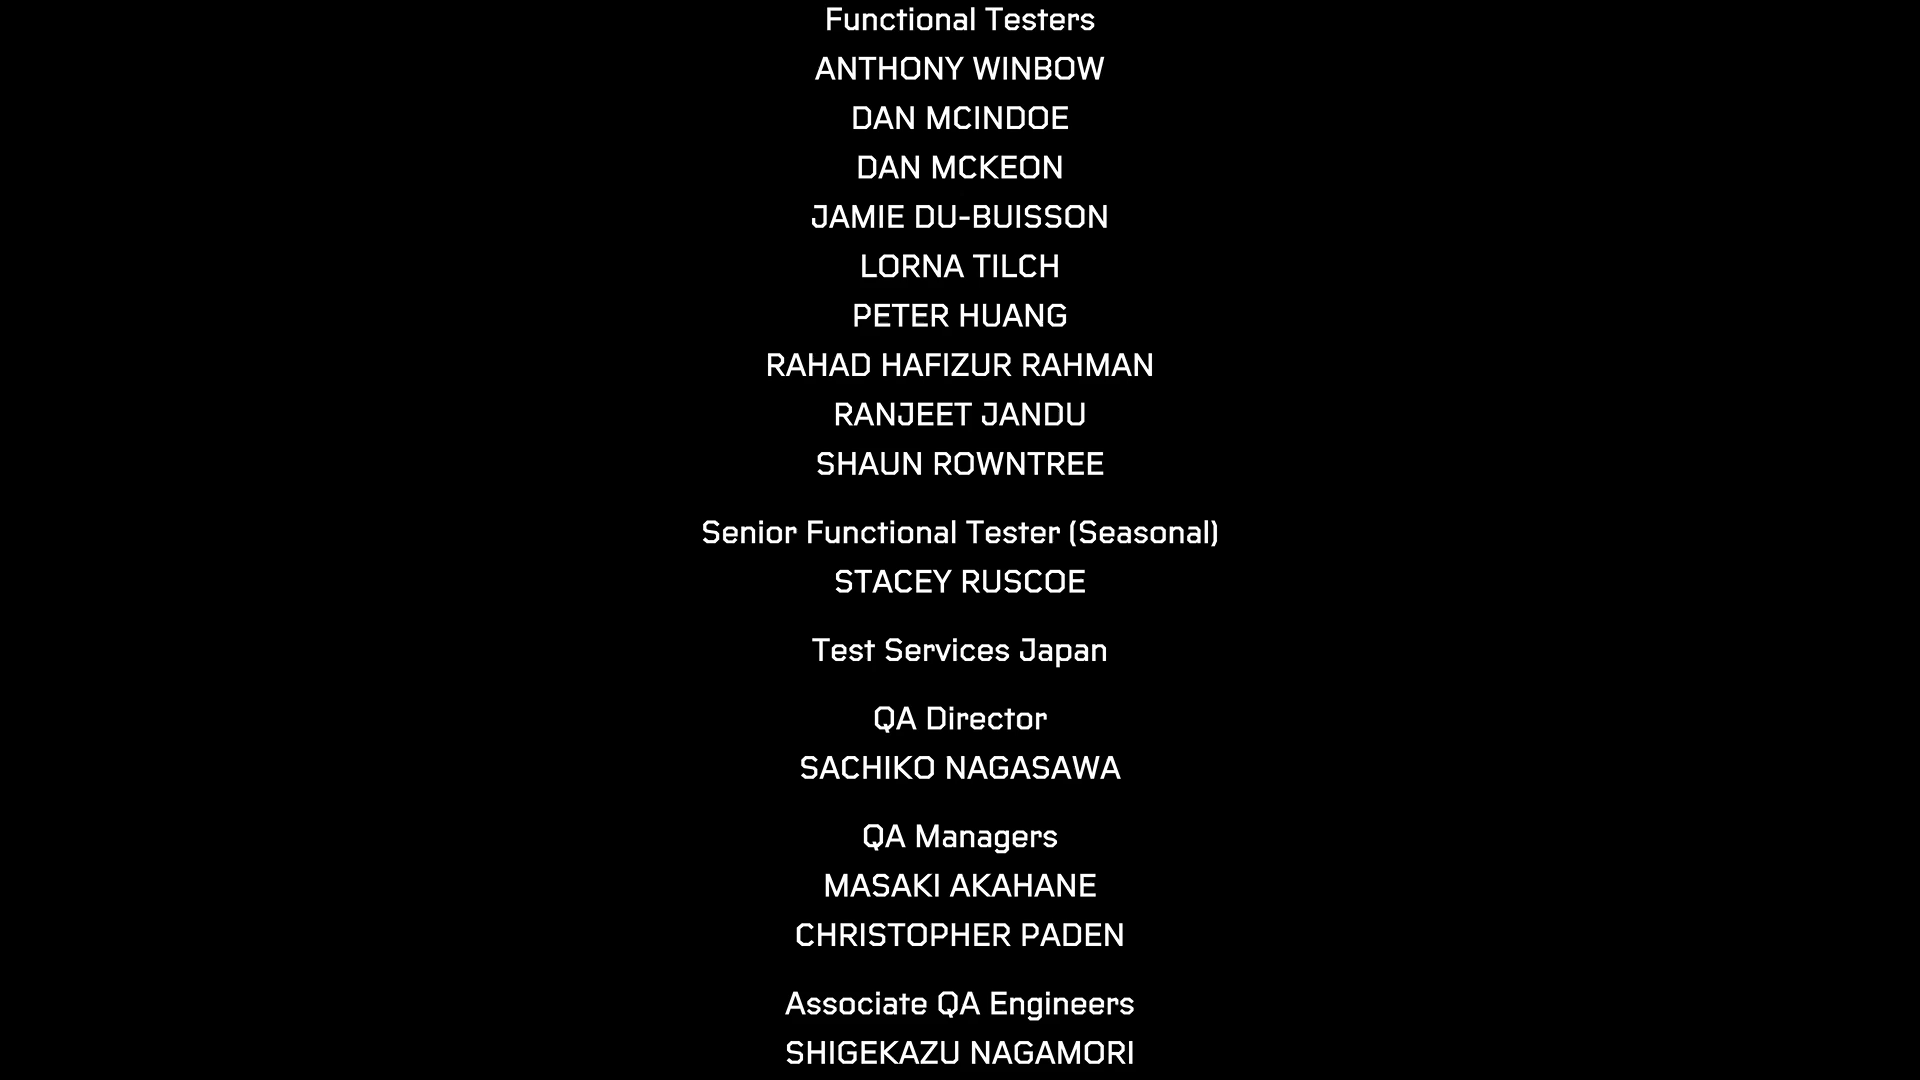 Functional Testers
ANTHONY WINBOW
DAN MCINDOE
DAN MCKEON
JAMIE DU-BUISSON
LORNA TILCH
PETER HUANG
RAHAD HAFIZUR RAHMAN
RANJEET JANDU
SHAUN ROWNTREE
Senior Functional Tester (Seasonal)
STACEY RUSCOE
Test Services Japan
QA Director
SACHIKO NAGASAWA
QA Managers
MASAKI AKAHANE
CHRISTOPHER PADEN
Associate QA Engineers
SHIGEKAZU NAGAMORI